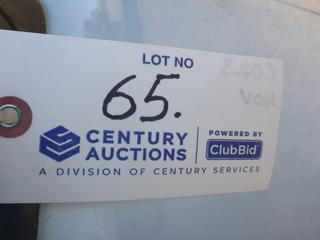 LOT NO
65.
CENTURY AUCTIONS
POWERED BY
ClubBid
A DIVISION OF CENTURY SERVICES